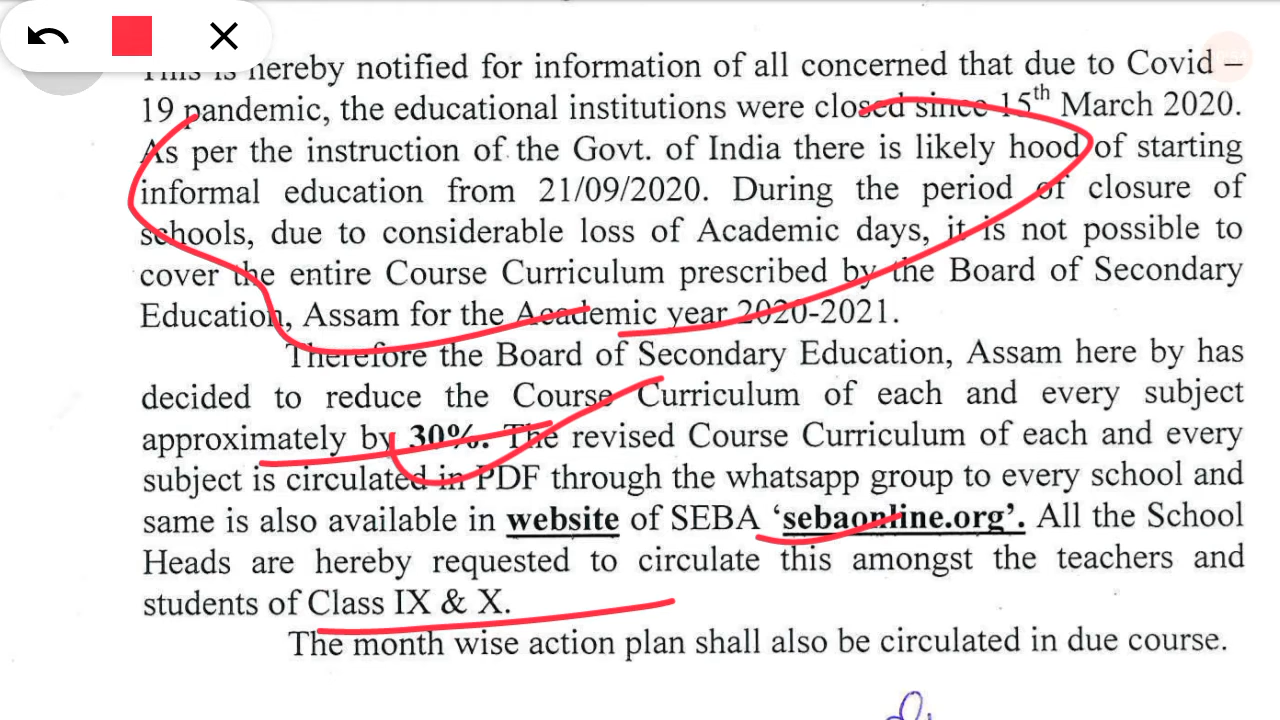 This is hereby notified for information of all concerned that due to Covid –
19 pandemic, the educational institutions were closed since 15th March 2020.
As per the instruction of the Govt. of India there is likely hood of starting
informal education from 21/09/2020. During the period of closure of
schools, due to considerable loss of Academic days, it is not possible to
cover the entire Course Curriculum prescribed by the Board of Secondary
Education, Assam for the Academic year 2020-2021.
Therefore the Board of Secondary Education, Assam here by has
decided to reduce the Course Curriculum of each and every subject
approximately by 30%. The revised Course Curriculum of each and every
subject is circulated in PDF through the whatsapp group to every school and
same is also available in website of SEBA ‘sebaonline.org’. All the School
Heads are hereby requested to circulate this amongst the teachers and
students of Class IX & X.
The month wise action plan shall also be circulated in due course.